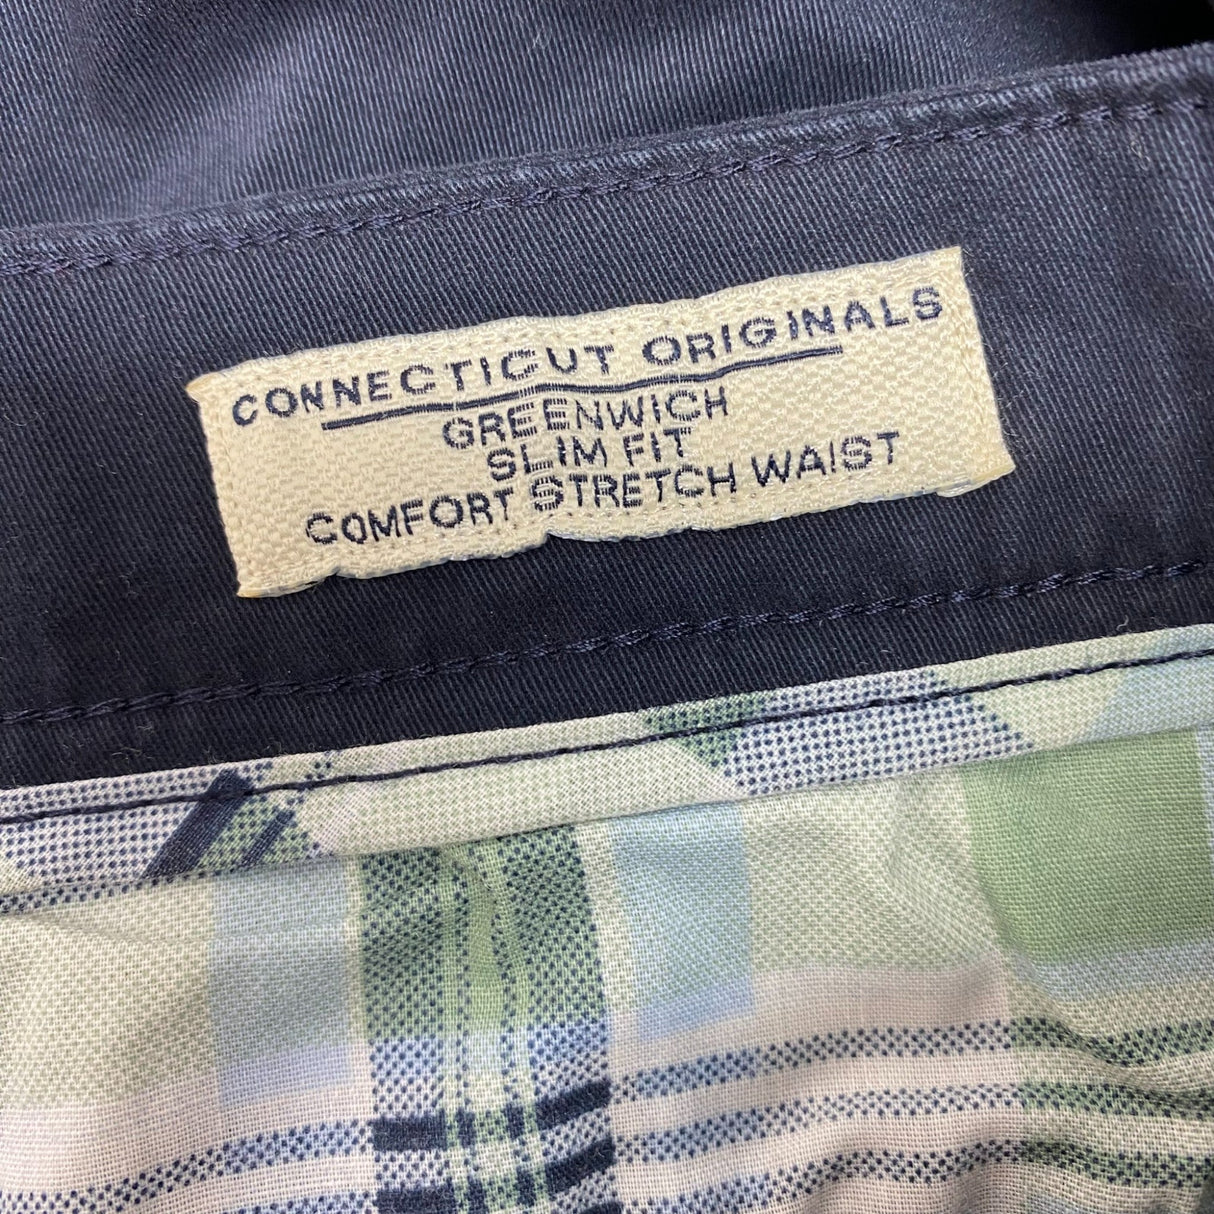 CONNECTICUT ORIGINALS
GREENWICH
SLIM FIT
COMFORT STRETCH WAIST